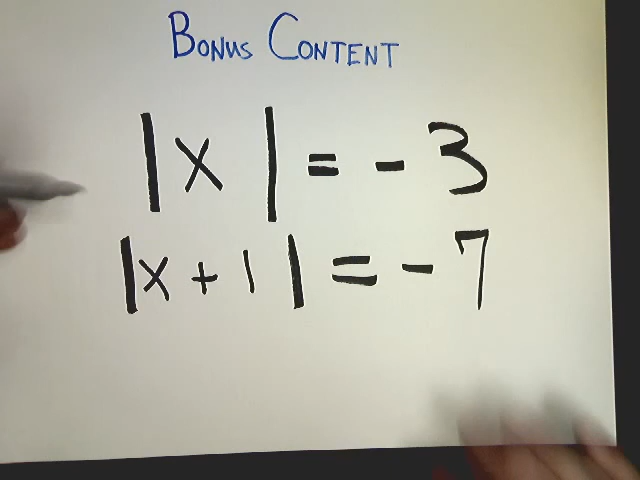 BONUS CONTENT
|x| = -3
|x + 1| = -7